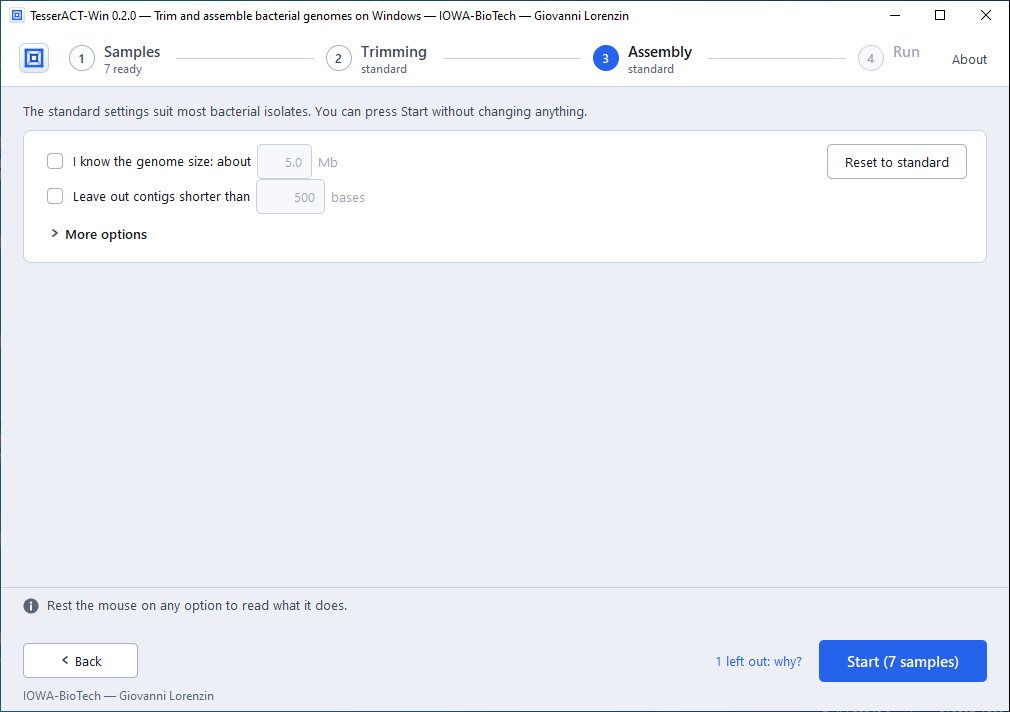 TesserACT-Win 0.2.0 — Trim and assemble bacterial genomes on Windows — IOWA-BioTech — Giovanni Lorenzin
1 Samples
7 ready
2 Trimming
standard
3 Assembly
standard
4 Run
About
The standard settings suit most bacterial isolates. You can press Start without changing anything.
I know the genome size: about 5.0 Mb
Reset to standard
Leave out contigs shorter than 500 bases
> More options
Rest the mouse on any option to read what it does.
< Back
1 left out: why?
Start (7 samples)
IOWA-BioTech — Giovanni Lorenzin